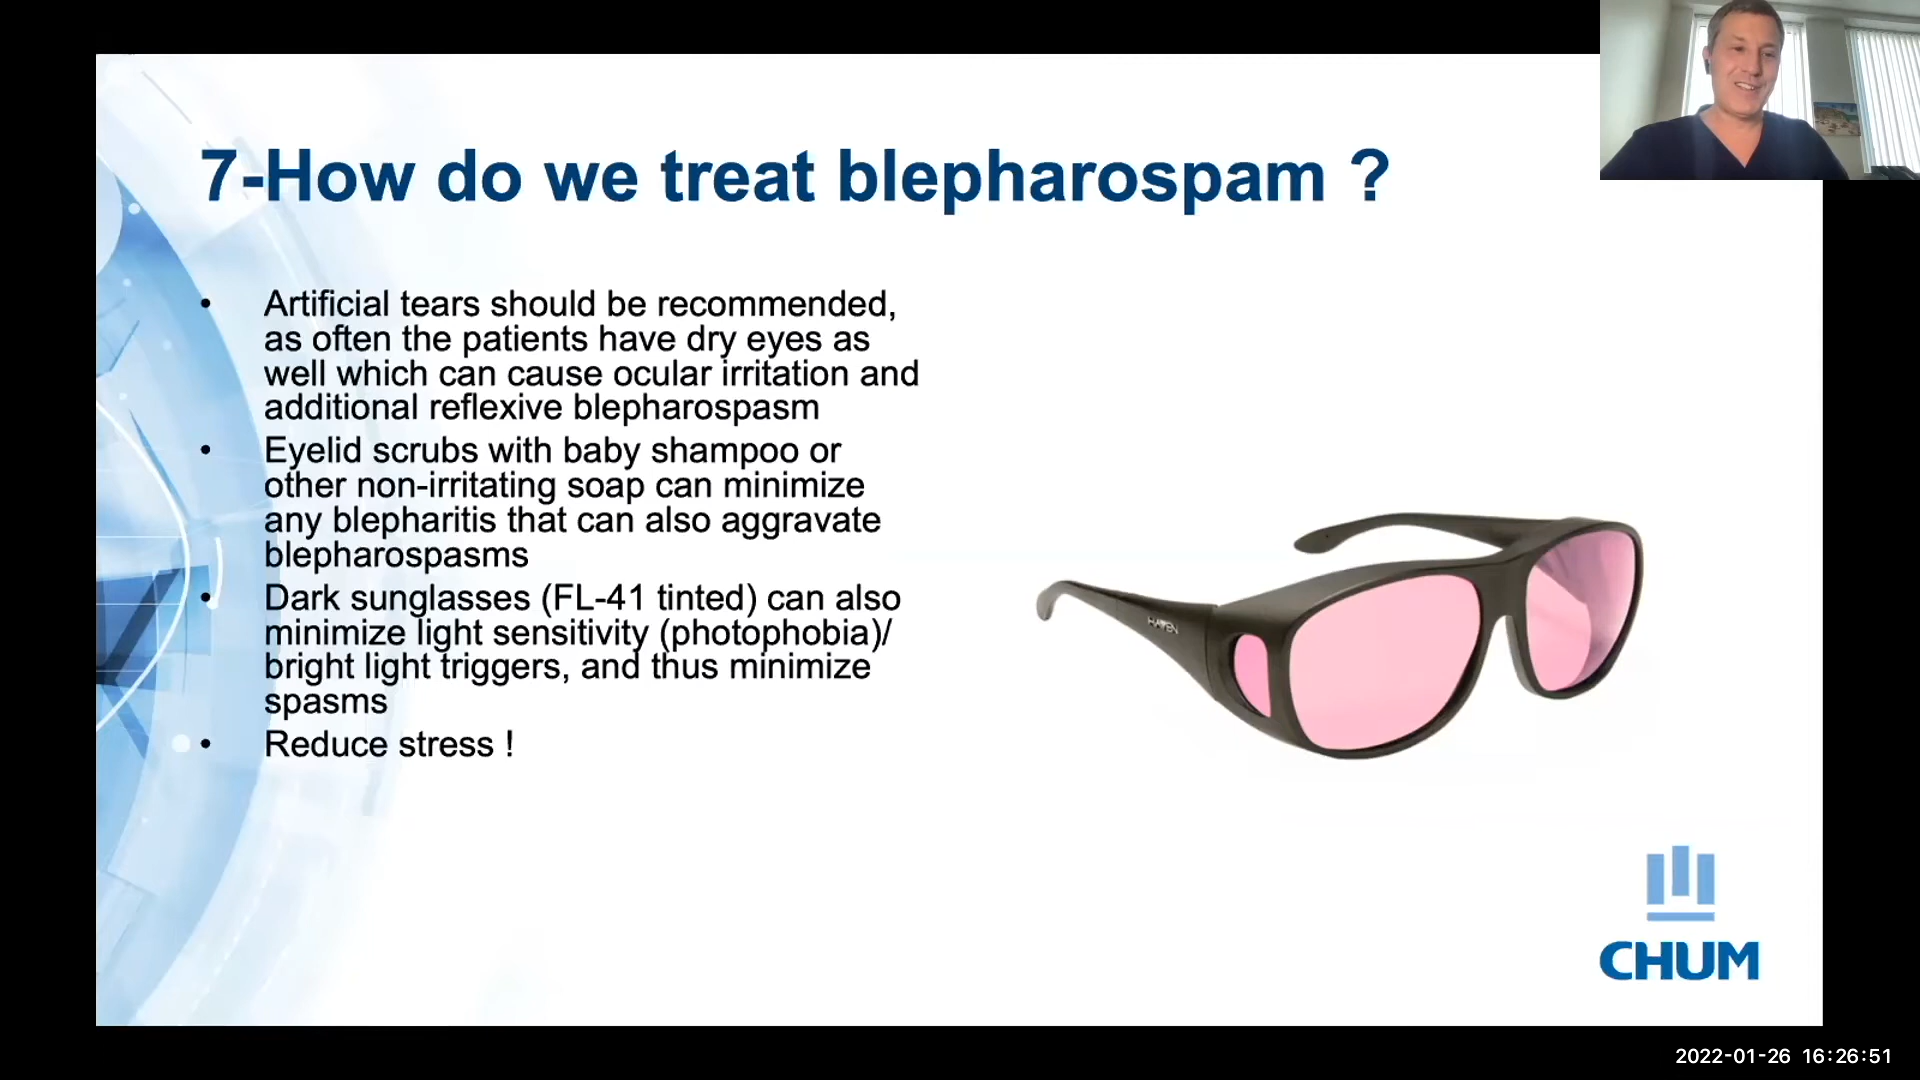 7-How do we treat blepharospam ?
• Artificial tears should be recommended,
as often the patients have dry eyes as
well which can cause ocular irritation and
additional reflexive blepharospasm
• Eyelid scrubs with baby shampoo or
other non-irritating soap can minimize
any blepharitis that can also aggravate
blepharospasms
• Dark sunglasses (FL-41 tinted) can also
minimize light sensitivity (photophobia)/
bright light triggers, and thus minimize
spasms
• Reduce stress !
HAVEN
CHUM
2022-01-26 16:26:51